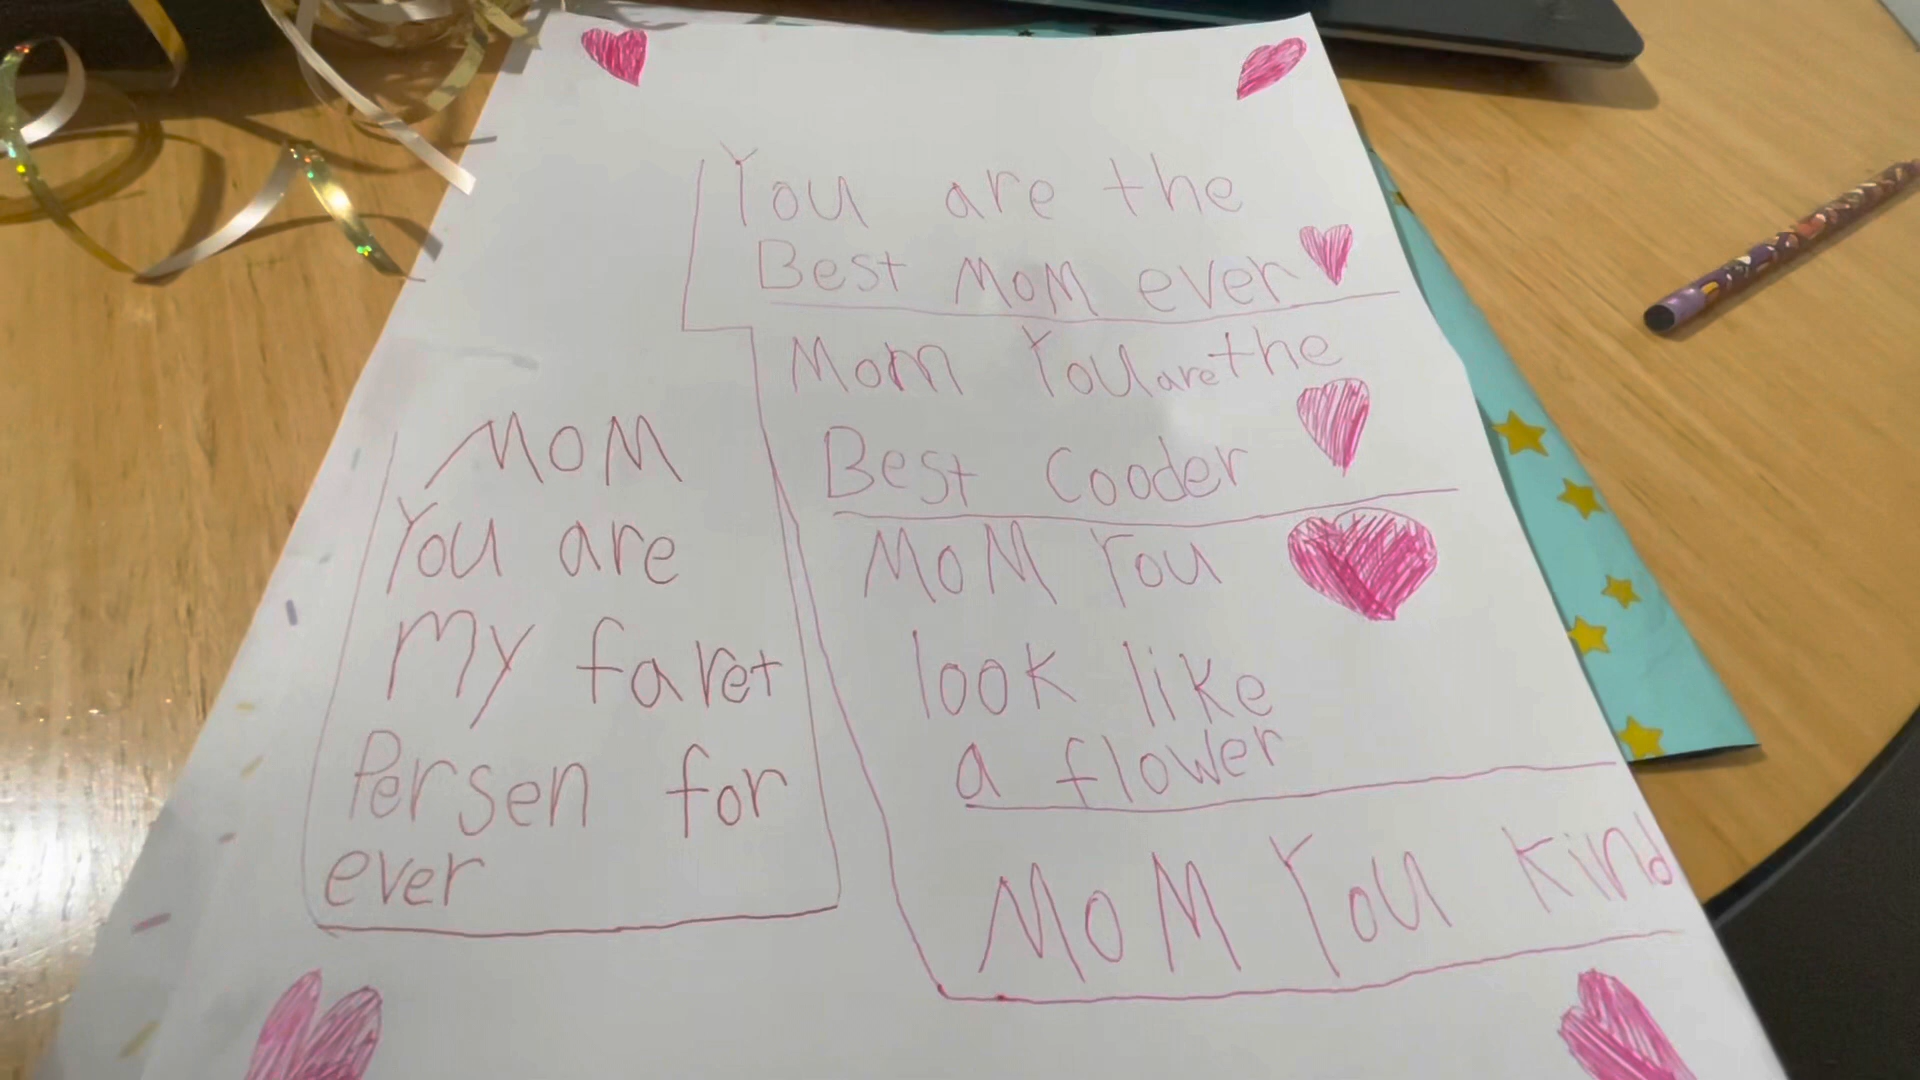 You are the
Best MOM ever
Mom You are the
Best Cooder
MoM You
look like
a flower
MoM You kind
MoM
You are
My faret
Persen for
ever